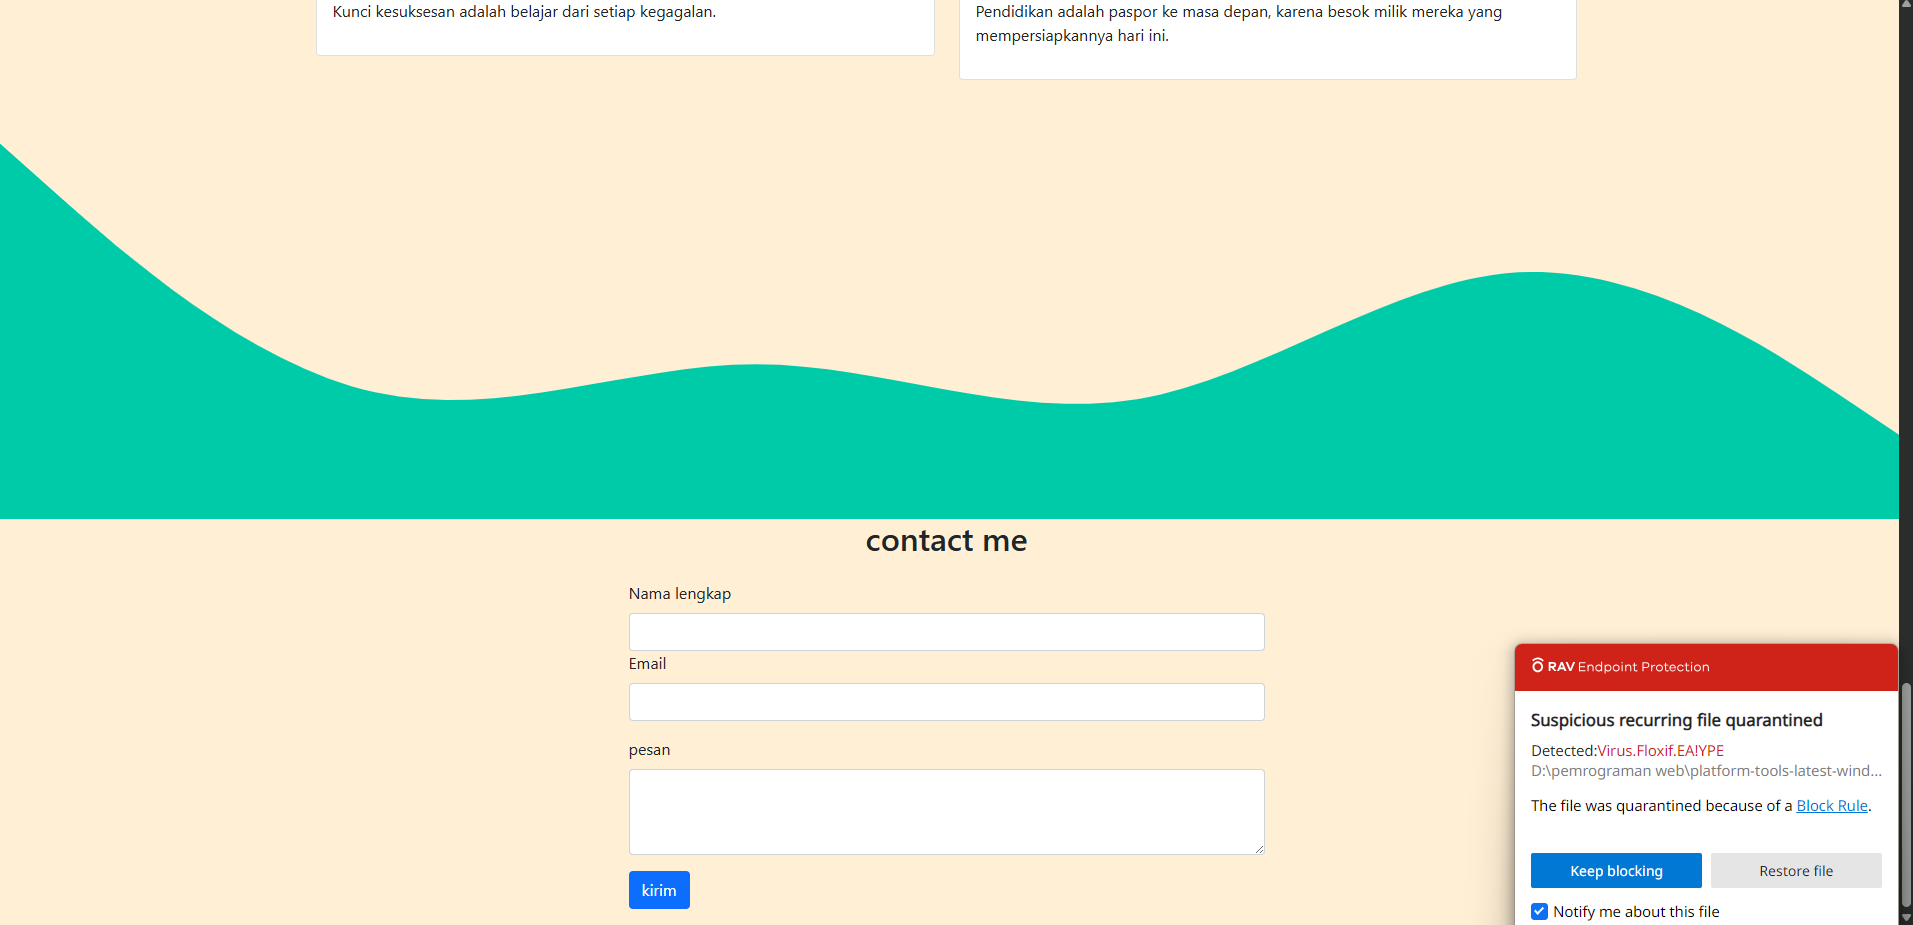 Kunci kesuksesan adalah belajar dari setiap kegagalan.
Pendidikan adalah paspor ke masa depan, karena besok milik mereka yang
mempersiapkannya hari ini.
contact me
Nama lengkap
Email
pesan
kirim
RAV Endpoint Protection
Suspicious recurring file quarantined
Detected:Virus.Floxif.EA!YPE
D:\pemrograman web\platform-tools-latest-wind...
The file was quarantined because of a Block Rule.
Keep blocking
Restore file
Notify me about this file